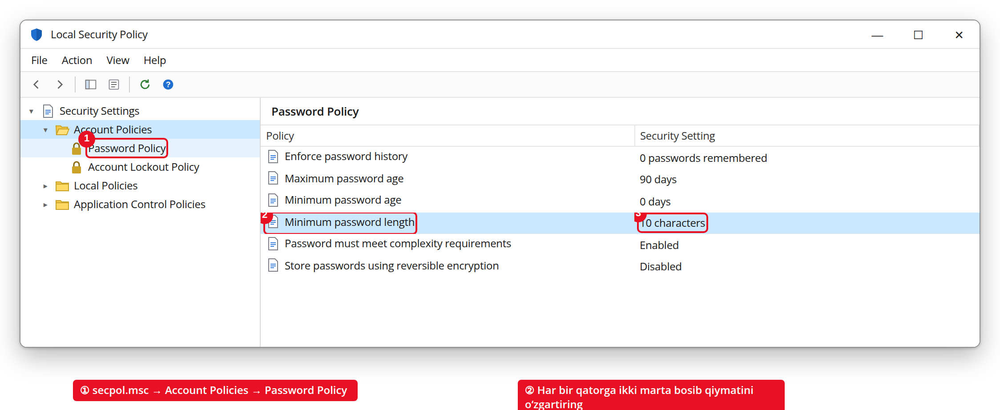 Local Security Policy
File Action View Help
Security Settings
Account Policies
1
Password Policy
Account Lockout Policy
Local Policies
Application Control Policies
Password Policy
Policy Security Setting
Enforce password history 0 passwords remembered
Maximum password age 90 days
Minimum password age 0 days
2 Minimum password length 3 10 characters
Password must meet complexity requirements Enabled
Store passwords using reversible encryption Disabled
① secpol.msc → Account Policies → Password Policy
② Har bir qatorga ikki marta bosib qiymatini
o‘zgartiring